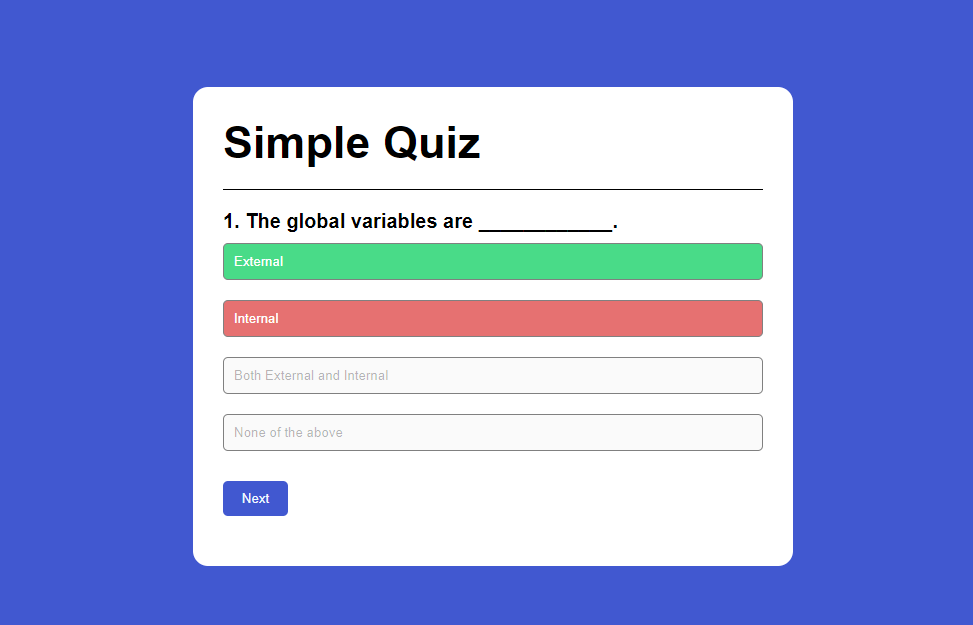 Simple Quiz
1. The global variables are ____________.
External
Internal
Both External and Internal
None of the above
Next